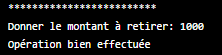 *************************
Donner le montant à retirer: 1000
Opération bien effectuée